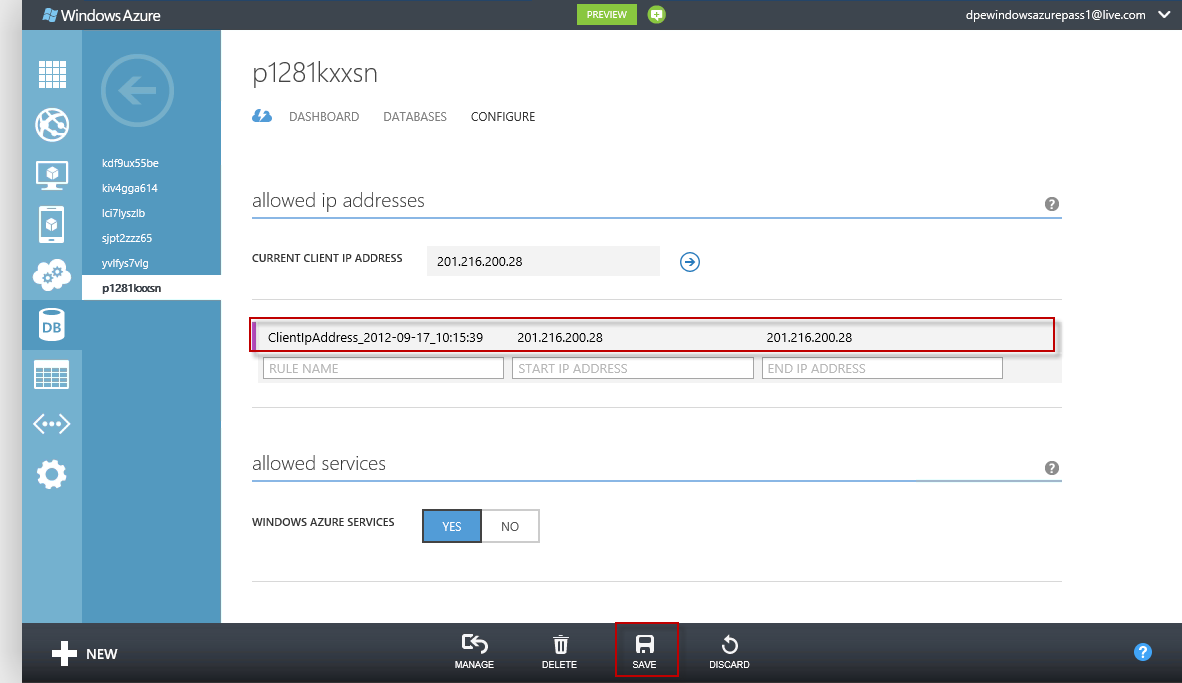 Windows Azure
PREVIEW
dpewindowsazurepass1@live.com
kdf9ux55be
kiv4gga614
lci7lyszlb
sjpt2zzz65
yvlfys7vlg
p1281kxxsn
p1281kxxsn
DASHBOARD DATABASES CONFIGURE
allowed ip addresses
?
CURRENT CLIENT IP ADDRESS 201.216.200.28
ClientIpAddress_2012-09-17_10:15:39 201.216.200.28 201.216.200.28
RULE NAME START IP ADDRESS END IP ADDRESS
allowed services
?
WINDOWS AZURE SERVICES YES NO
DB
NEW
MANAGE DELETE SAVE DISCARD
?